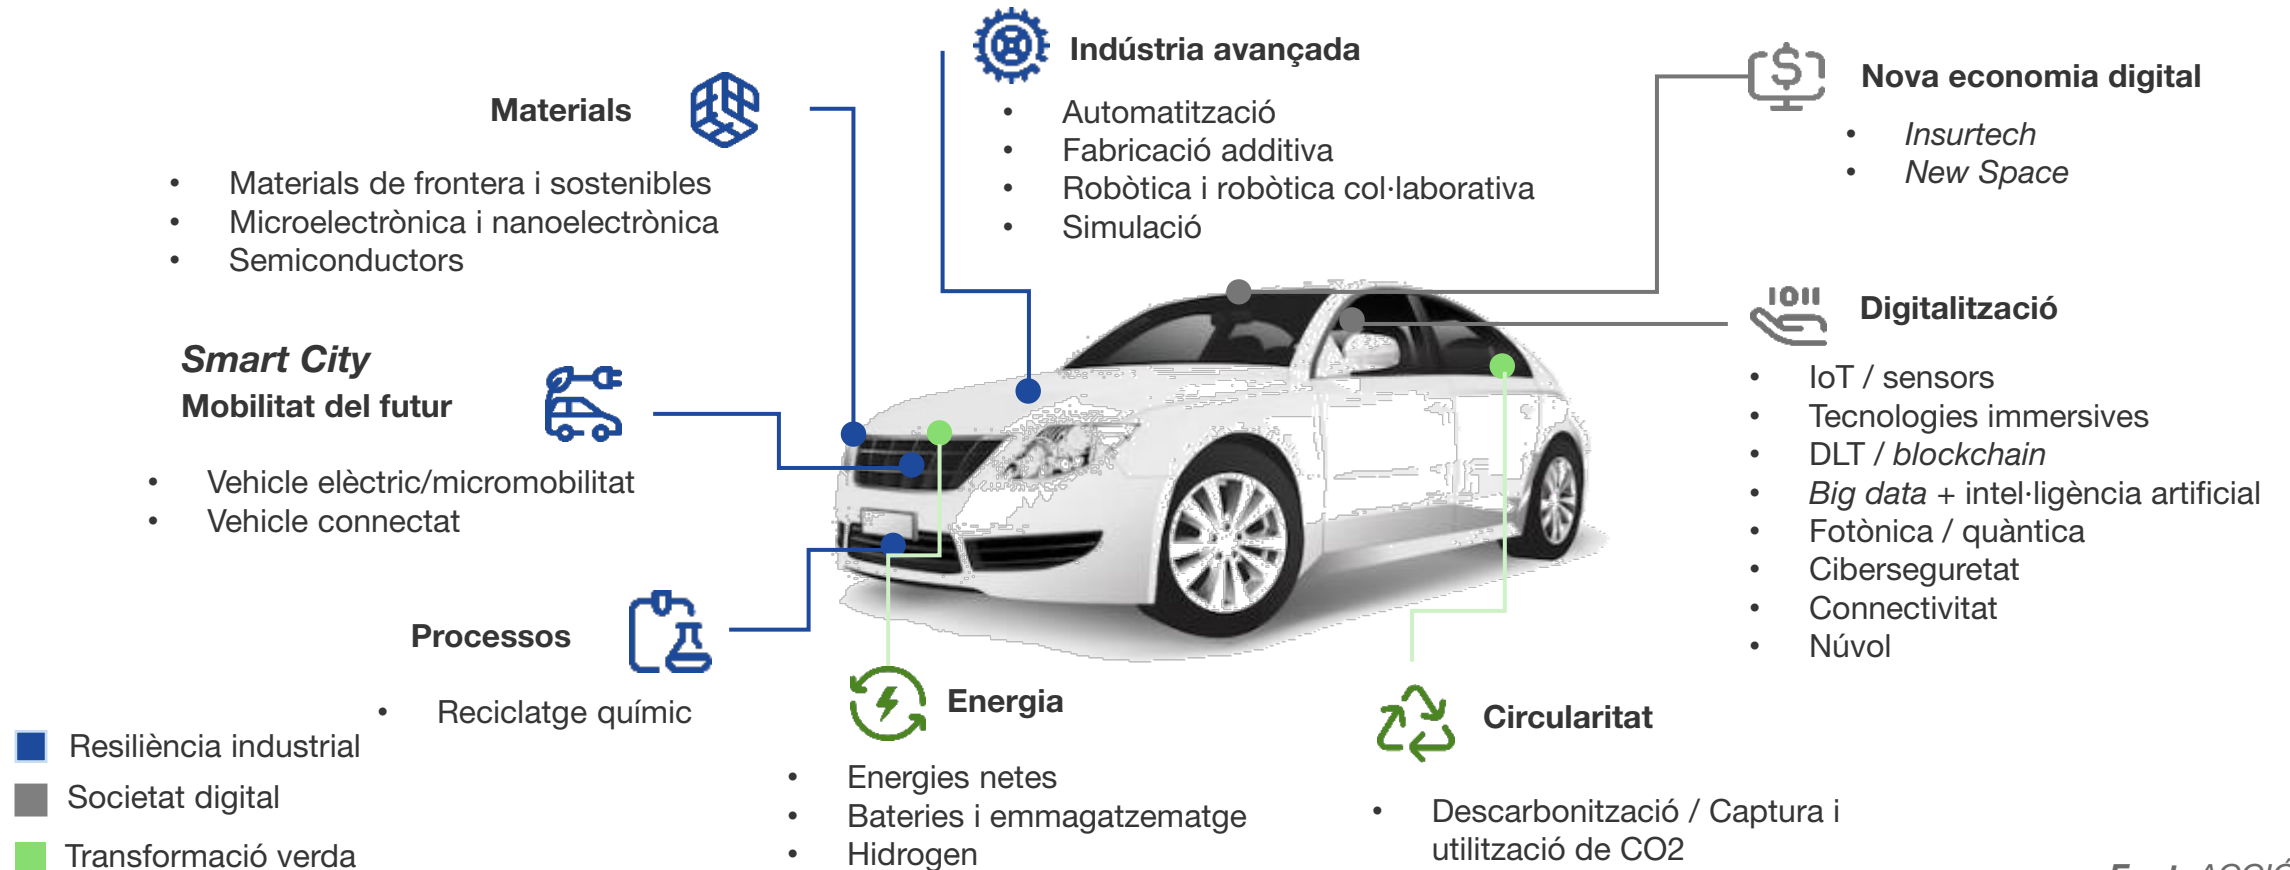 Indústria avançada
• Automatització
• Fabricació additiva
• Robòtica i robòtica col·laborativa
• Simulació
Nova economia digital
• Insurtech
• New Space
Materials
• Materials de frontera i sostenibles
• Microelectrònica i nanoelectrònica
• Semiconductors
1011
Digitalització
• IoT / sensors
• Tecnologies immersives
• DLT / blockchain
• Big data + intel·ligència artificial
• Fotònica / quàntica
• Ciberseguretat
• Connectivitat
• Núvol
Smart City
Mobilitat del futur
• Vehicle elèctric/micromobilitat
• Vehicle connectat
Processos
• Reciclatge químic
Energia
• Energies netes
• Bateries i emmagatzematge
• Hidrogen
Circularitat
• Descarbonització / Captura i
utilització de CO2
Resiliència industrial
Societat digital
Transformació verda
ACCIÓ